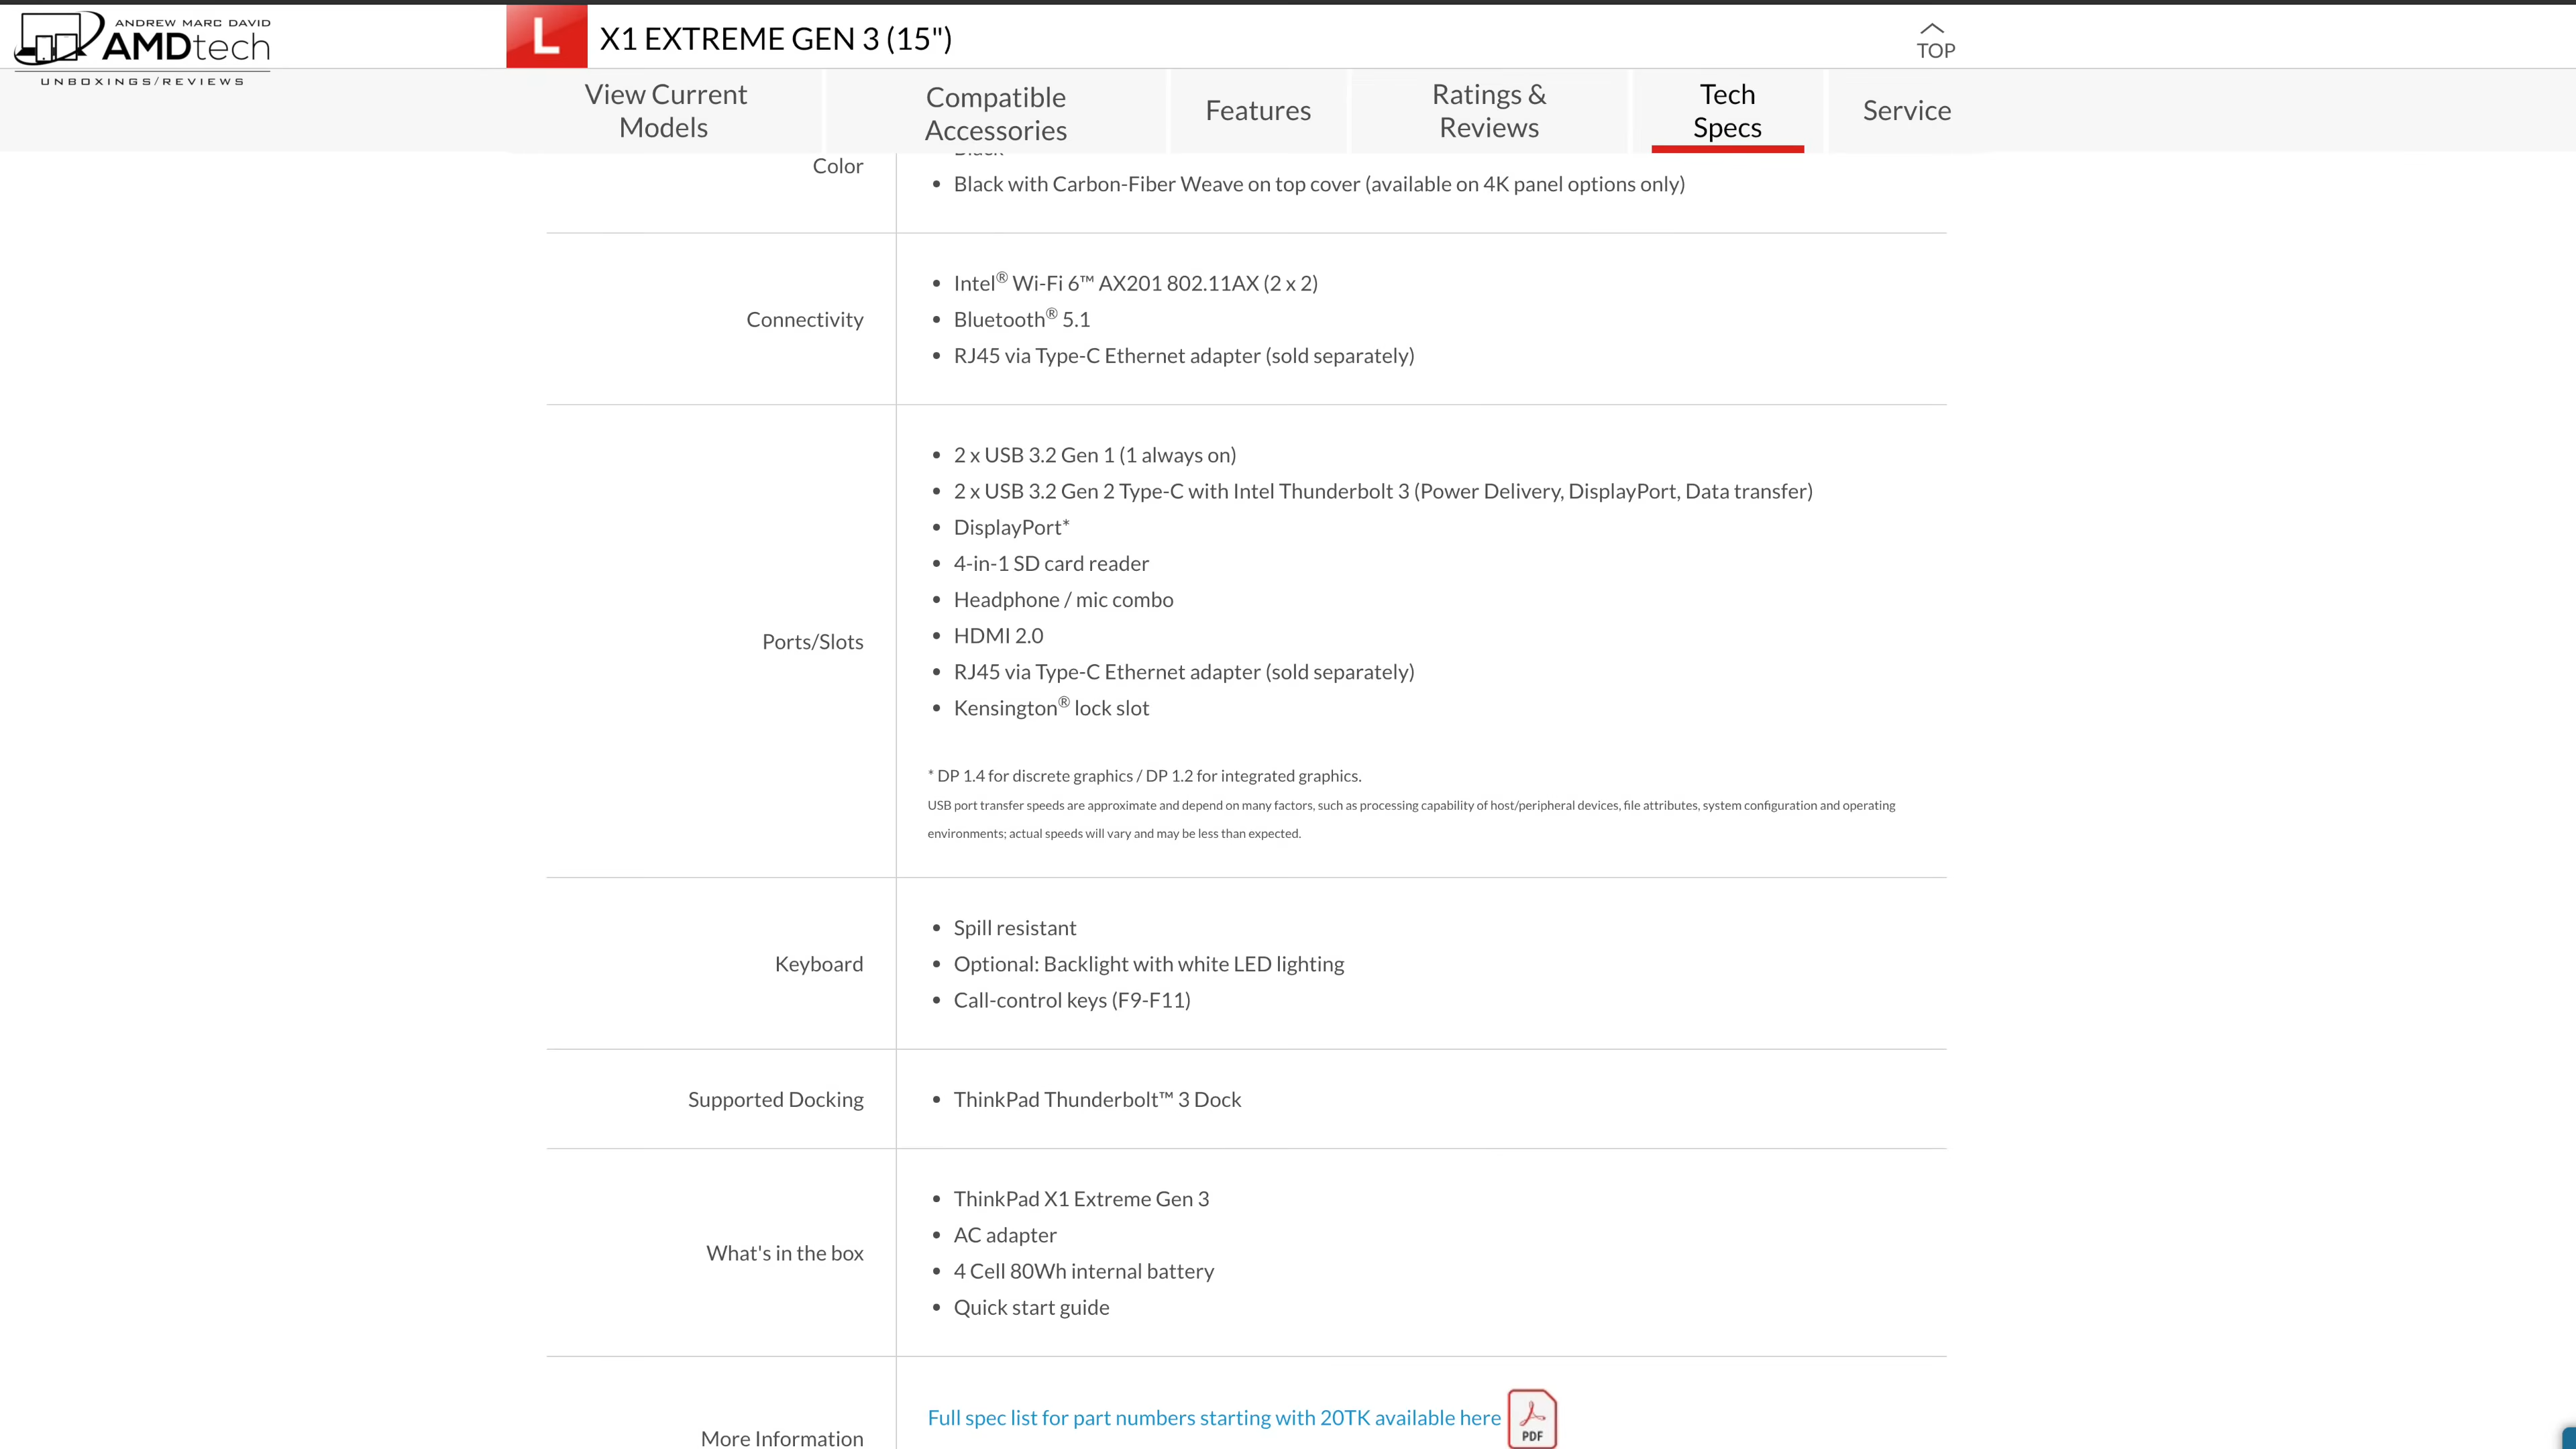 ANDREW MARC DAVID
AMDtech
UNBOXINGS/REVIEWS
L
X1 EXTREME GEN 3 (15")
TOP
View Current
Models
Compatible
Accessories
Features
Ratings &
Reviews
Tech
Specs
Service
Color
• Black with Carbon-Fiber Weave on top cover (available on 4K panel options only)
Connectivity
• Intel® Wi-Fi 6™ AX201 802.11AX (2 x 2)
• Bluetooth® 5.1
• RJ45 via Type-C Ethernet adapter (sold separately)
Ports/Slots
• 2 x USB 3.2 Gen 1 (1 always on)
• 2 x USB 3.2 Gen 2 Type-C with Intel Thunderbolt 3 (Power Delivery, DisplayPort, Data transfer)
• DisplayPort*
• 4-in-1 SD card reader
• Headphone / mic combo
• HDMI 2.0
• RJ45 via Type-C Ethernet adapter (sold separately)
• Kensington® lock slot
* DP 1.4 for discrete graphics / DP 1.2 for integrated graphics.
USB port transfer speeds are approximate and depend on many factors, such as processing capability of host/peripheral devices, file attributes, system configuration and operating
environments; actual speeds will vary and may be less than expected.
Keyboard
• Spill resistant
• Optional: Backlight with white LED lighting
• Call-control keys (F9-F11)
Supported Docking
• ThinkPad Thunderbolt™ 3 Dock
What's in the box
• ThinkPad X1 Extreme Gen 3
• AC adapter
• 4 Cell 80Wh internal battery
• Quick start guide
More Information
Full spec list for part numbers starting with 20TK available here
PDF